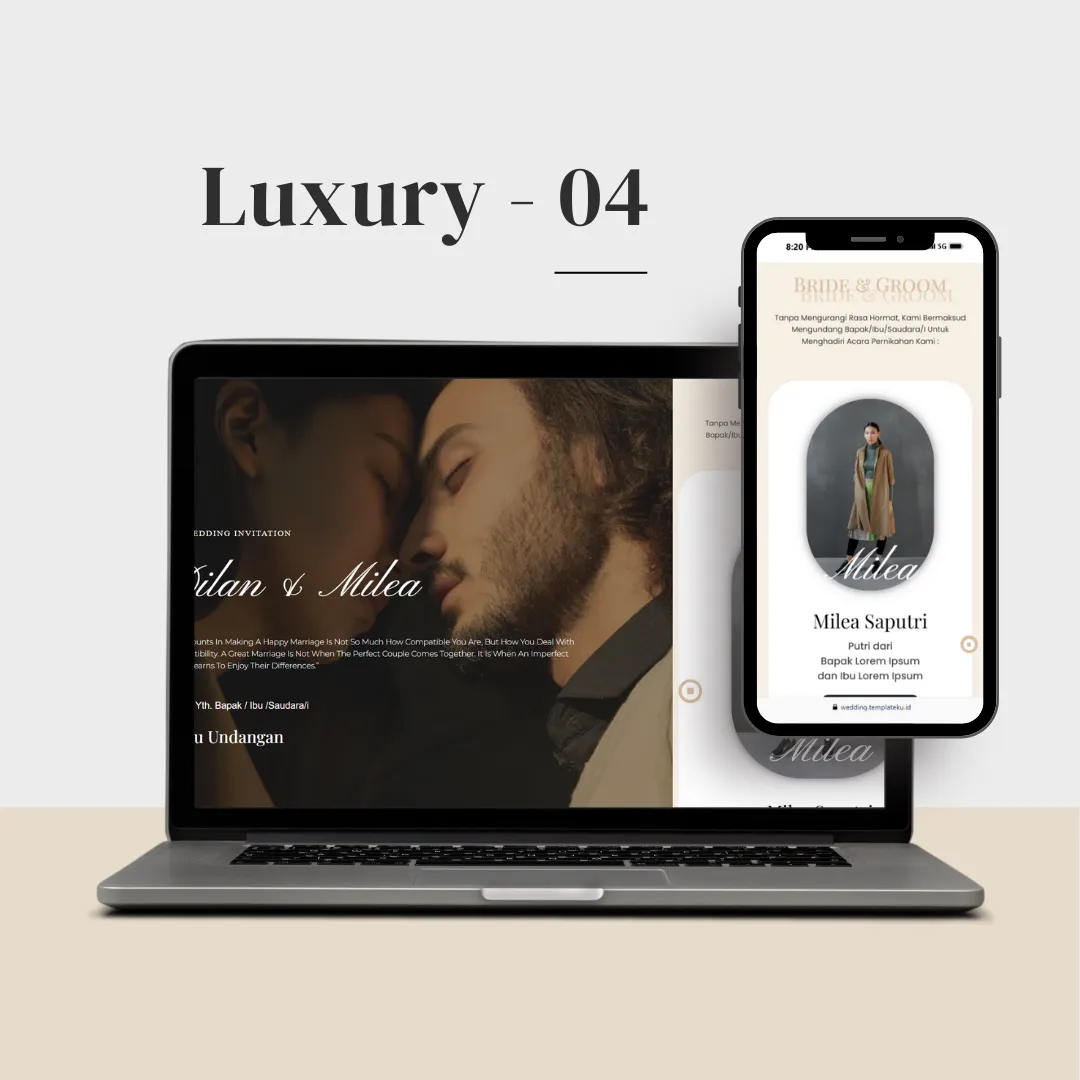 Luxury - 04
8:20
5G
BRIDE & GROOM
BRIDE & GROOM
Tanpa Mengurangi Rasa Hormat, Kami Bermaksud
Mengundang Bapak/Ibu/Saudara/I Untuk
Menghadiri Acara Pernikahan Kami :
Milea
Milea Saputri
Putri dari
Bapak Lorem Ipsum
dan Ibu Lorem Ipsum
wedding.templateku.id
EDDING INVITATION
Dilan & Milea
ounts In Making A Happy Marriage Is Not So Much How Compatible You Are, But How You Deal With
tibility. A Great Marriage Is Not When The Perfect Couple Comes Together. It Is When An Imperfect
earns To Enjoy Their Differences."
Yth. Bapak / Ibu /Saudara/i
u Undangan
Tanpa Me
Bapak/Ibu
Milea